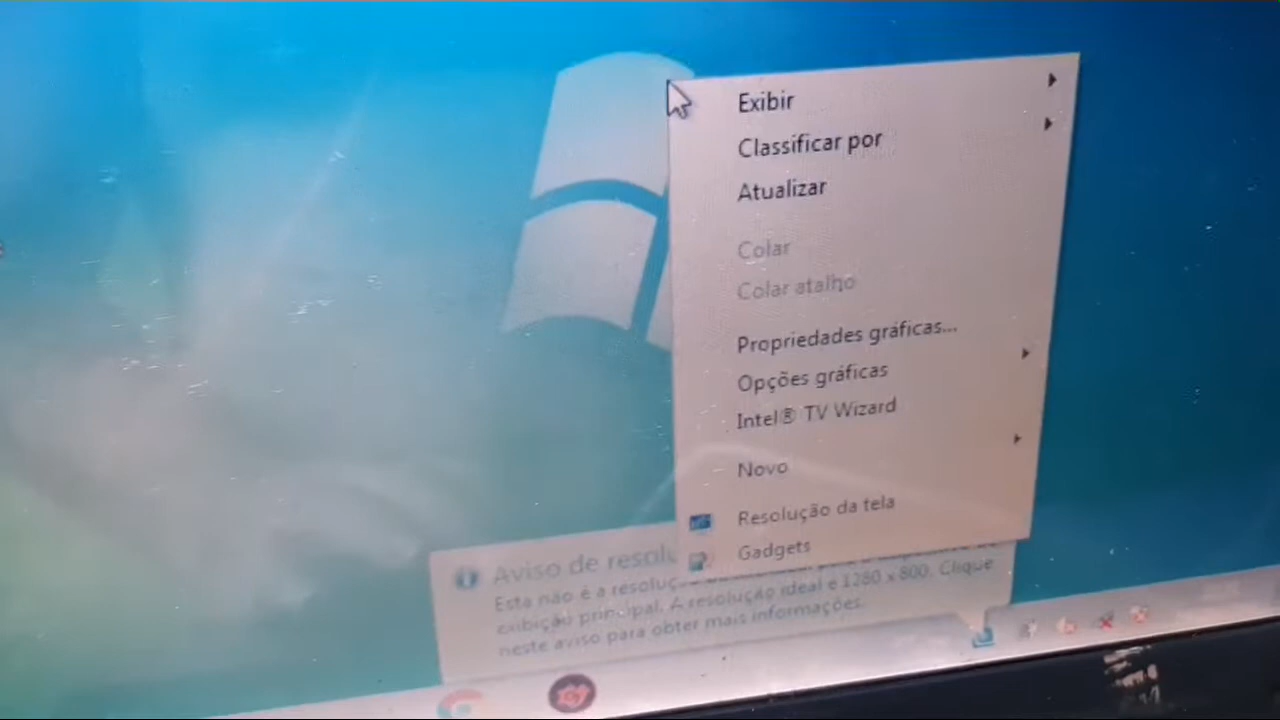 Exibir
Classificar por
Atualizar
Colar
Colar atalho
Propriedades gráficas...
Opções gráficas
Intel® TV Wizard
Novo
Resolução da tela
Gadgets
Aviso de resolu
Esta não é a resoluç
exibição principal. A resolução ideal é 1280 x 800. Clique
neste aviso para obter mais informações.